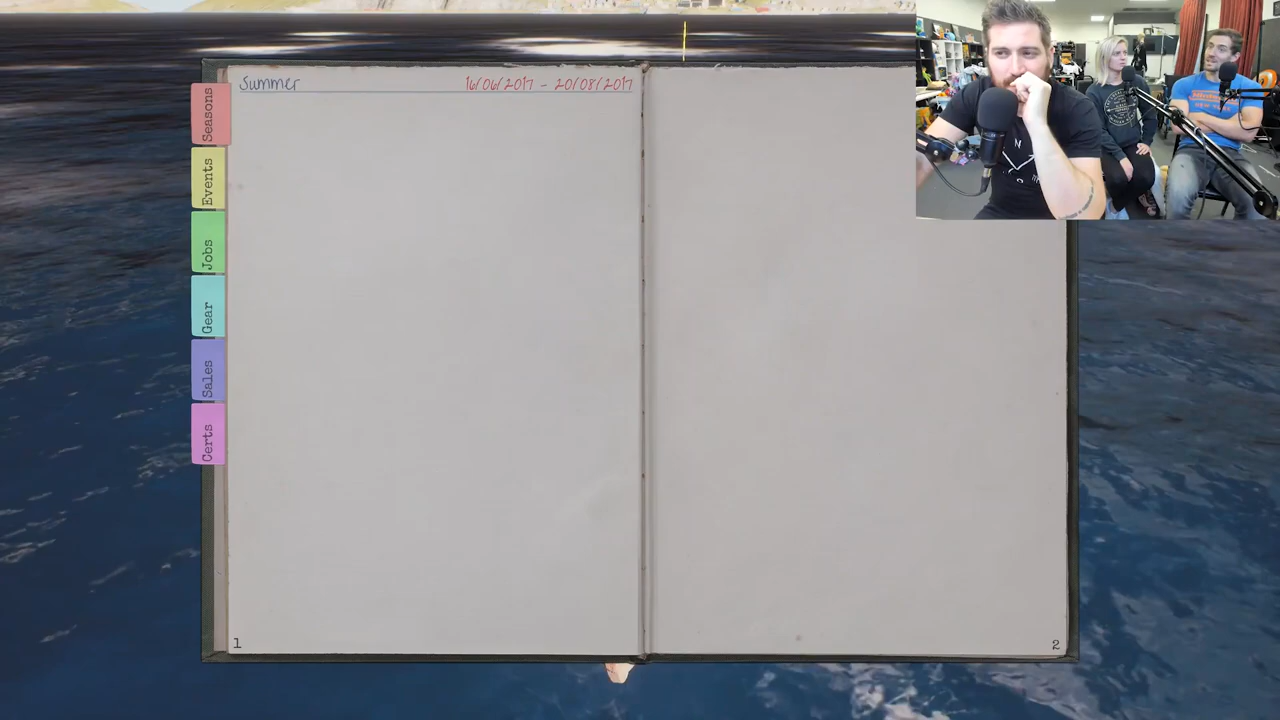 Summer 16/06/2017 - 20/08/2017
Seasons
Events
Jobs
Gear
Sales
Certs
1
2